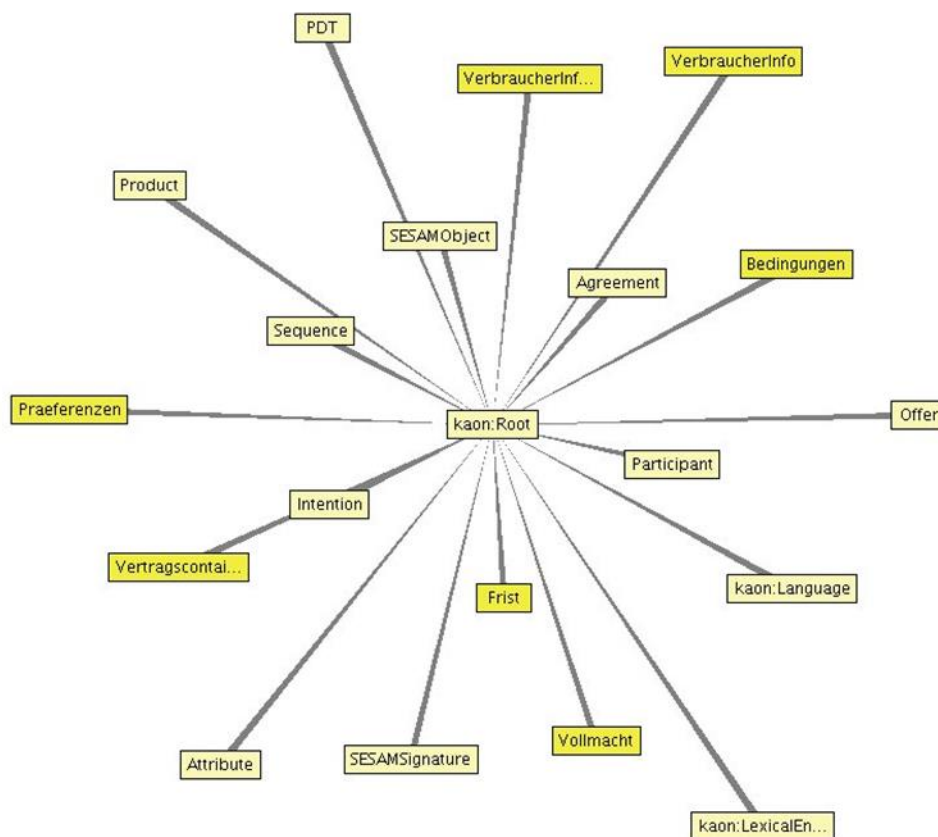 PDT
VerbraucherInfo
VerbraucherInf...
Product
SESAMObject
Bedingungen
Agreement
Sequence
Praeferenzen
Offer
kaon:Root
Participant
Intention
Vertragscontai...
kaon:Language
Frist
Vollmacht
SESAMSignature
Attribute
kaon:LexicalEn...